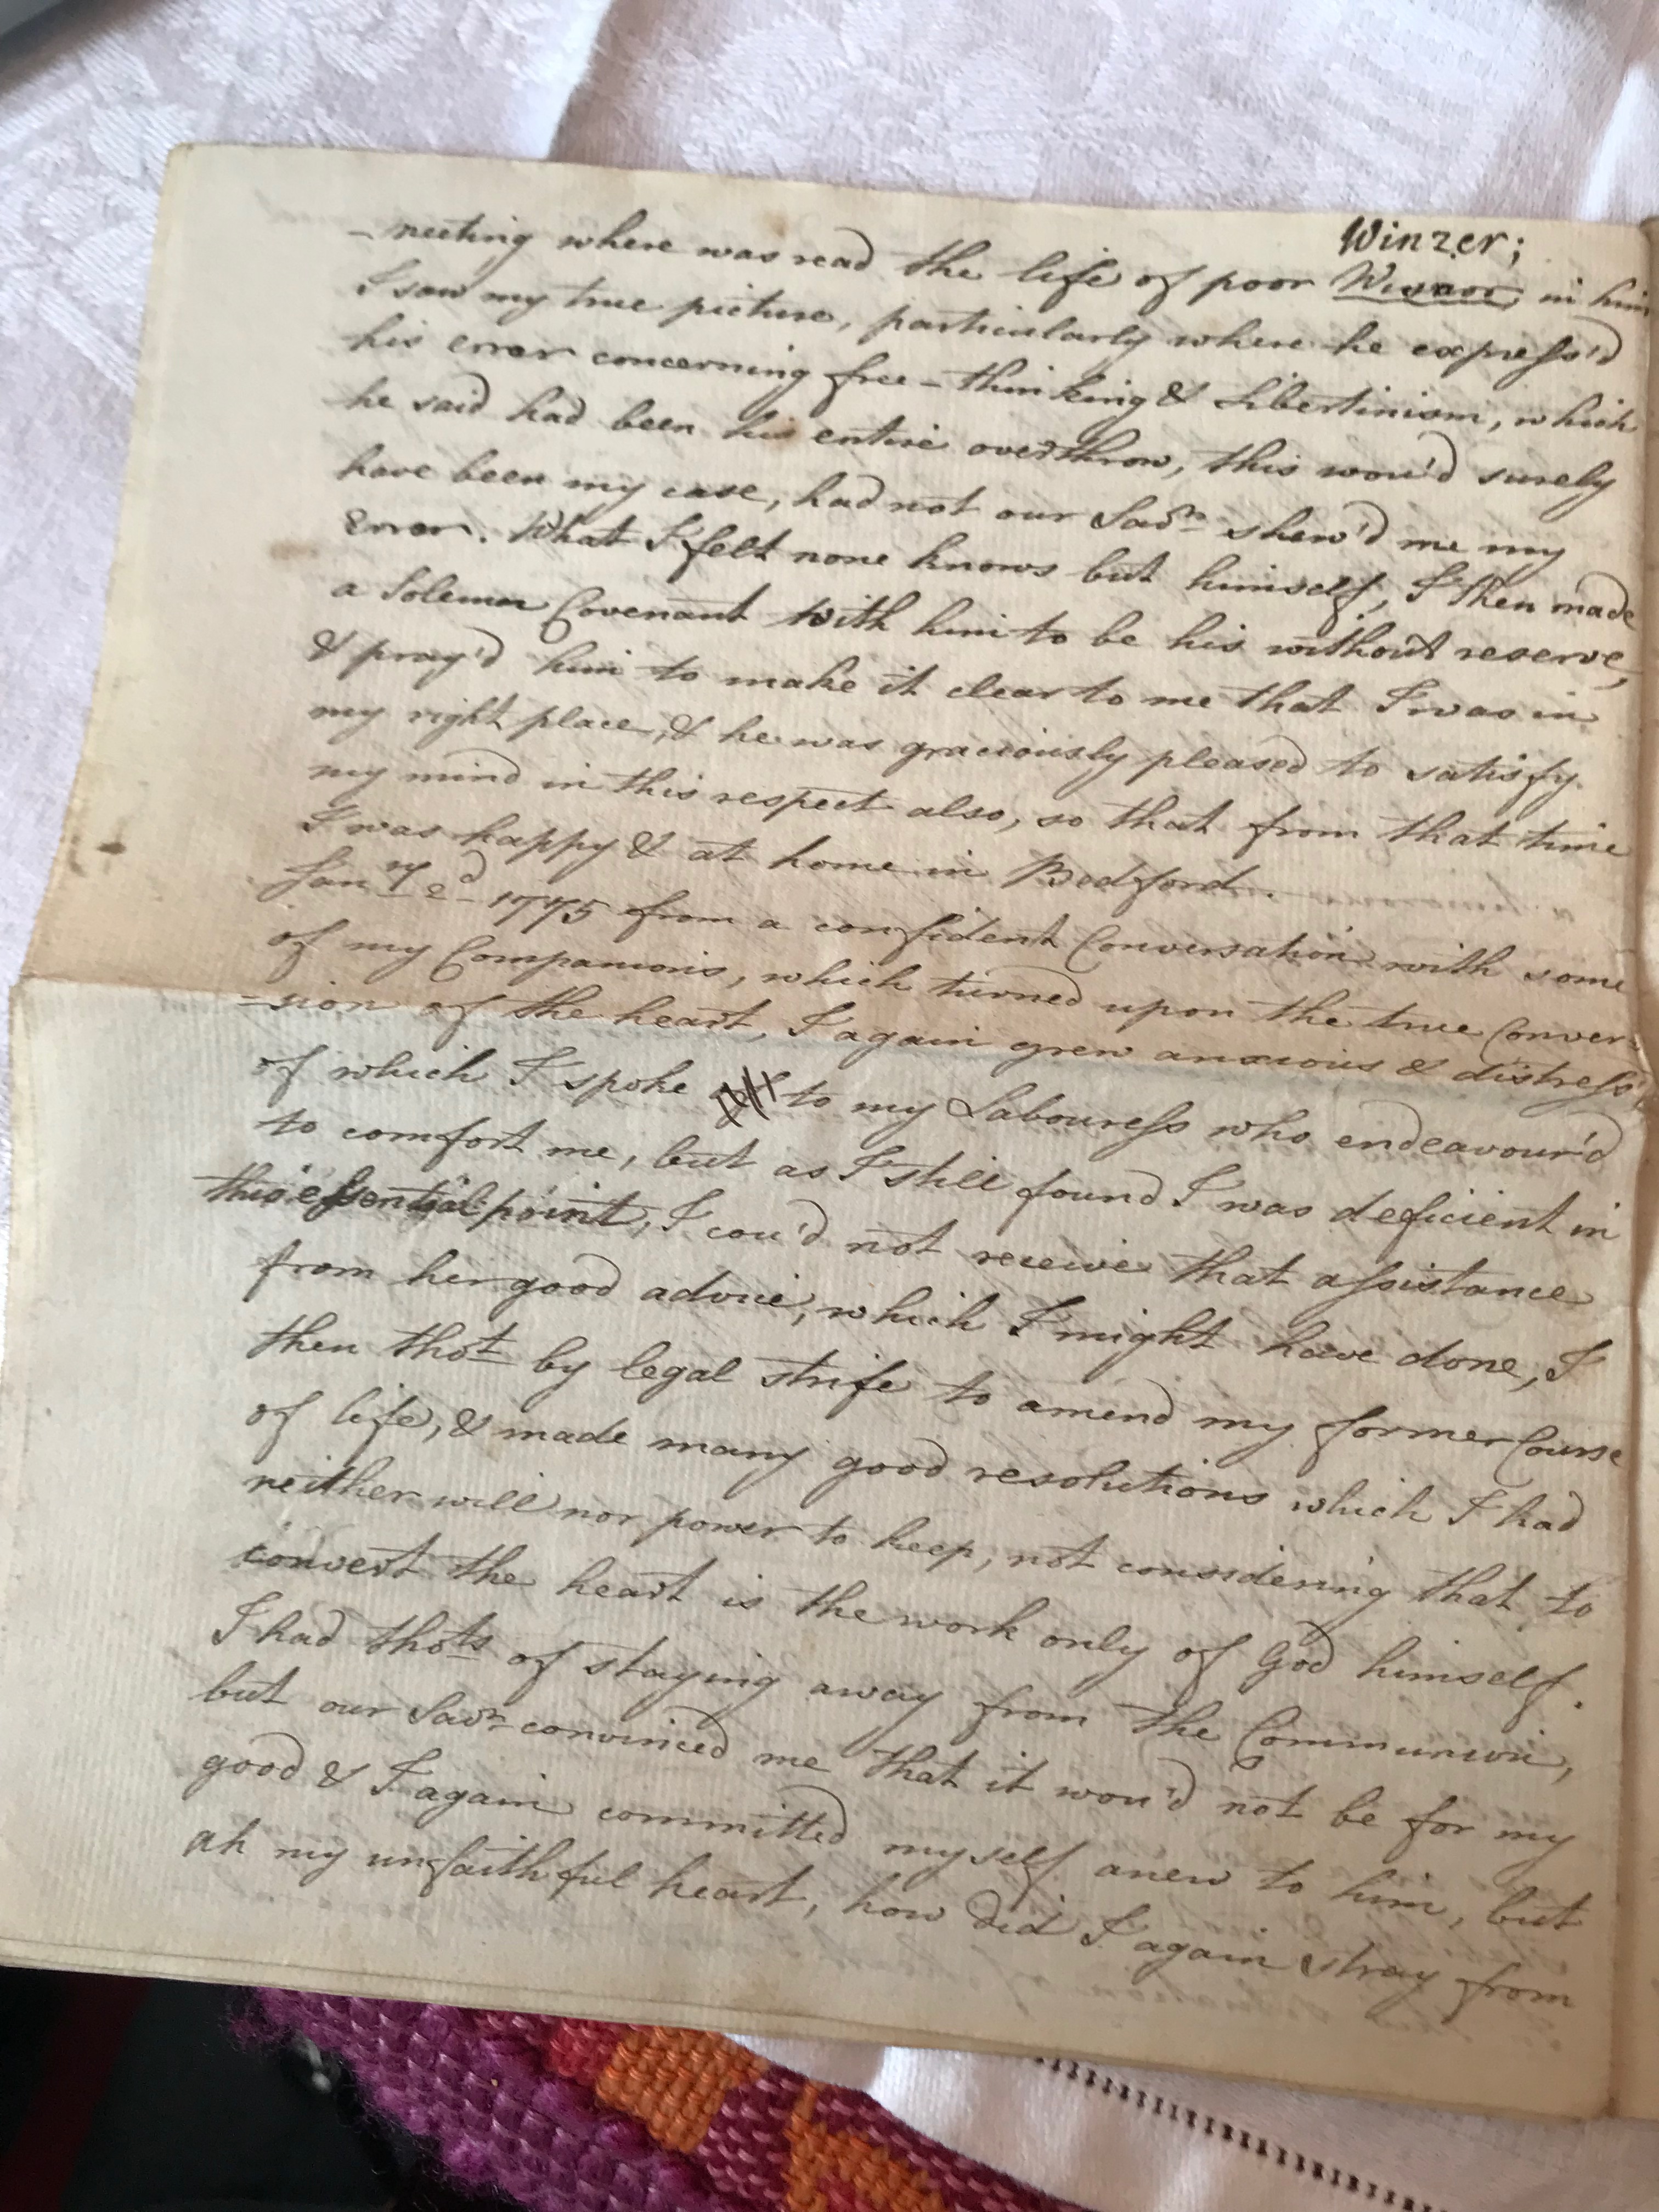 Winzer;
-meeting where was read the life of poor Wisnor, in him
I saw my true picture, particularly where he express'd
his error concerning free-thinking & Libertinism, which
he said had been his entire overthrow, this wou'd surely
have been my case, had not our Savr shew'd me my
Error. What I felt none knows but himself, I then made
a Solemn Covenant with him to be his without reserve,
& pray'd him to make it clear to me that I was in
my right place, & he was graciously pleased to satisfy
my mind in this respect also, so that from that time
I was happy & at home in Bedford.
Jany 2d 1775 from a confident Conversation with some
of my Companions, which turned upon the true Conver=
=sion of the heart, I again grew anxious & distress'd,
of which I spoke to my Labouress who endeavour'd
to comfort me, but as I still found I was deficient in
this essential point, I cou'd not receive that assistance
from her good advice, which I might have done, I
then thot by legal strife to amend my former Course
of life, & made many good resolutions which I had
neither will nor power to keep, not considering that to
convert the heart is the work only of God himself.
I had thots of staying away from the Communion,
but our Savr convinced me that it wou'd not be for my
good & I again committed myself anew to him, but
ah my unfaithful heart, how did I again stray from